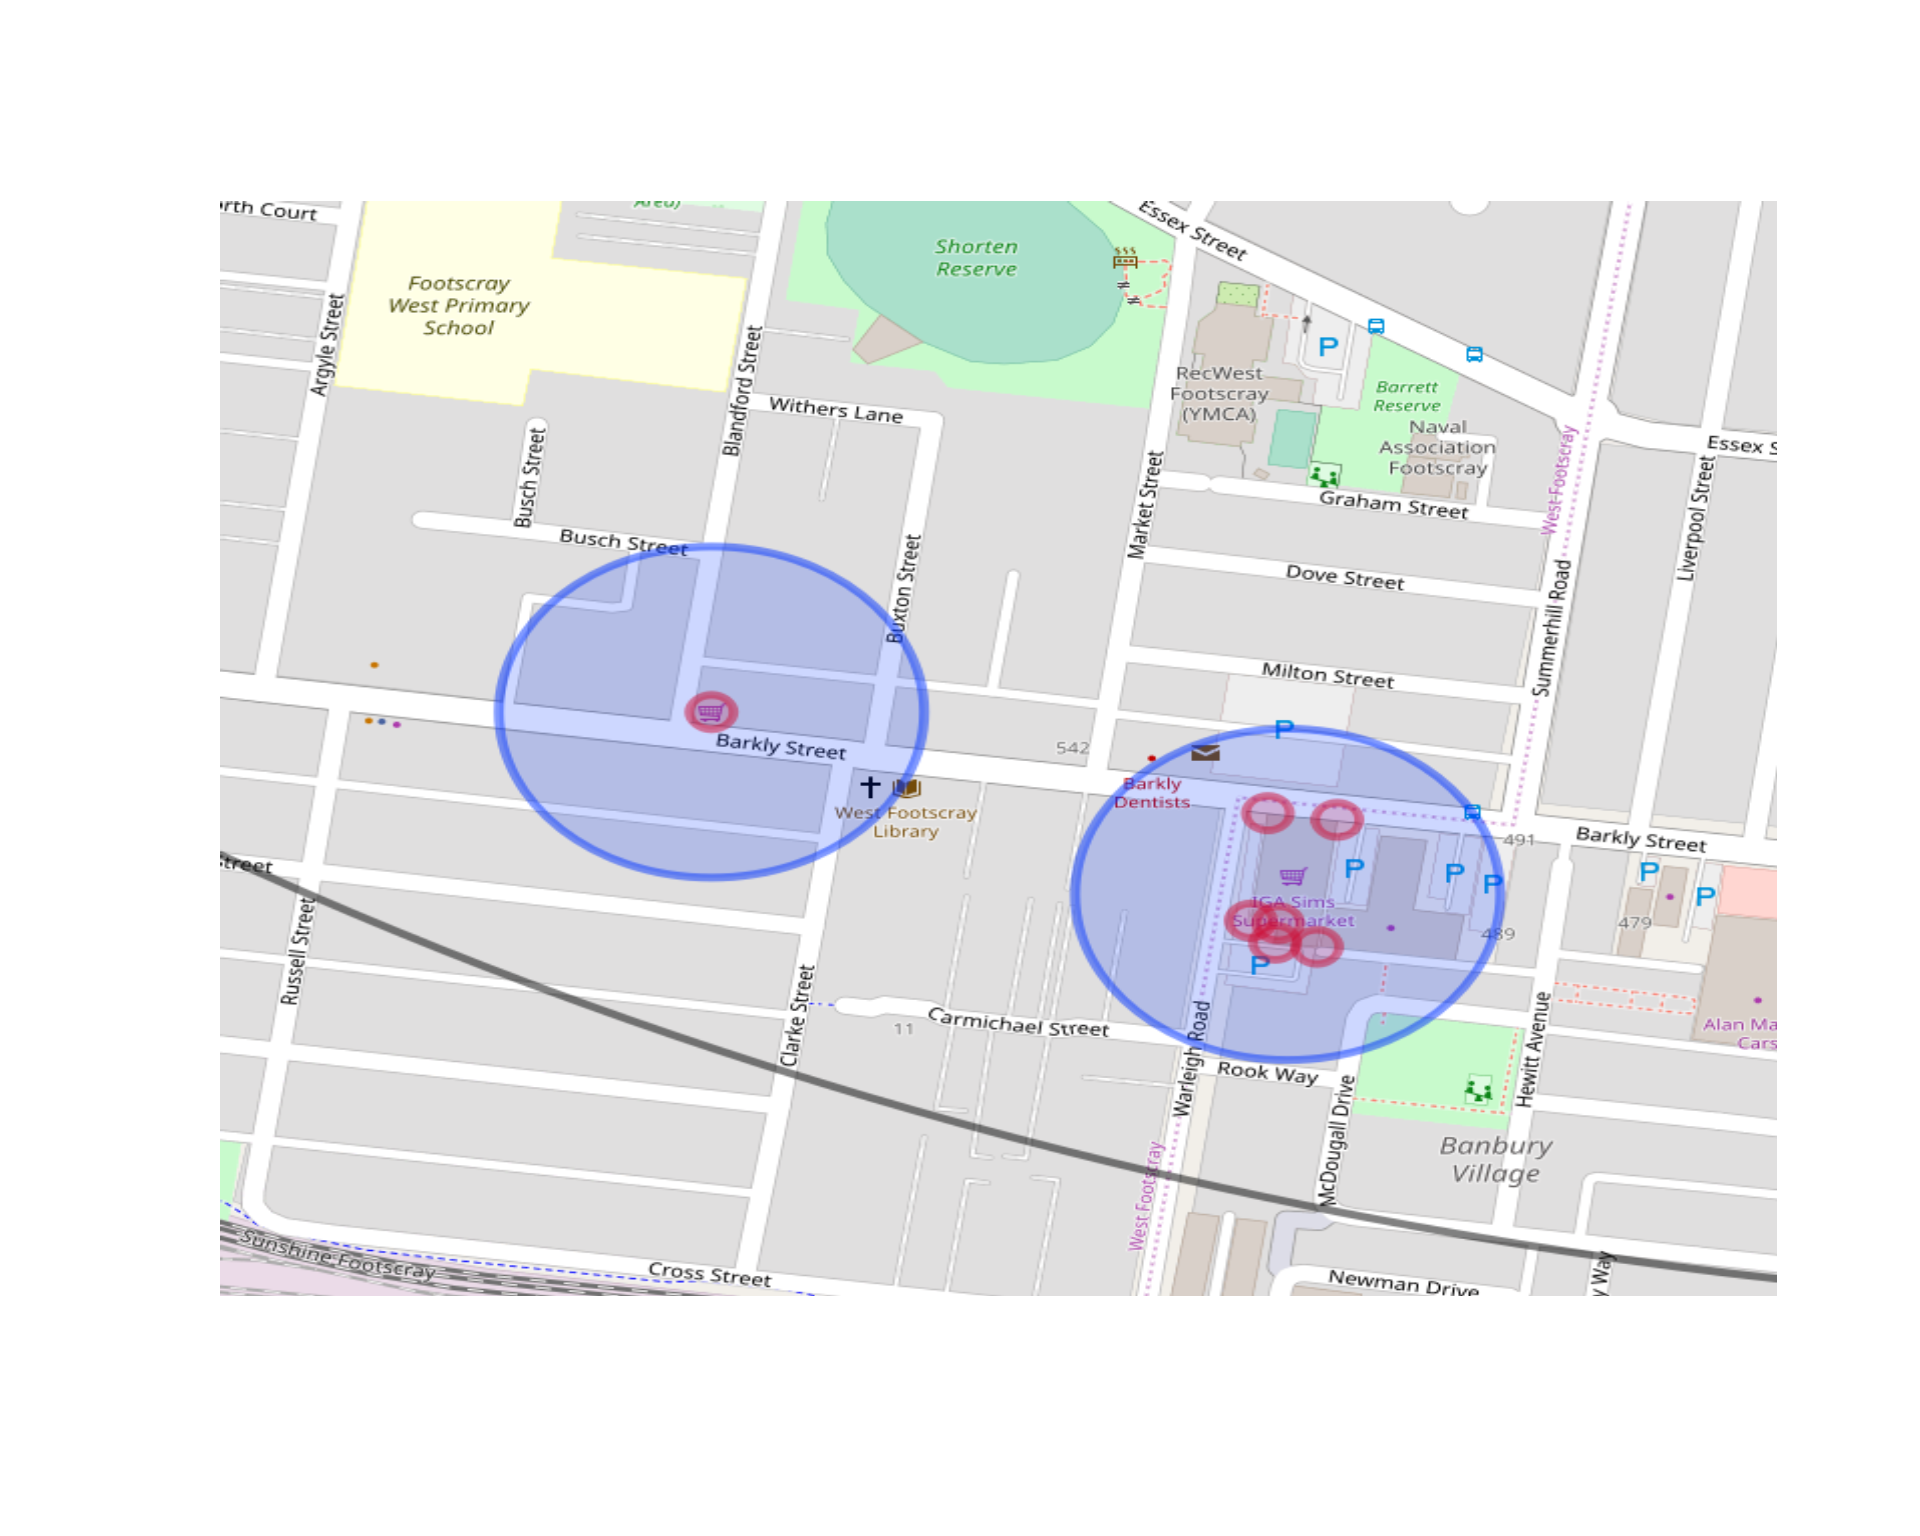 rth Court
Area)
Essex Street
Shorten
Reserve
Footscray
West Primary
School
Argyle Street
Blandford Street
P
RecWest
Footscray
(YMCA)
Barrett
Reserve
Naval
Association
Footscray
West Footscray
Essex S
Withers Lane
Busch Street
Busch Street
Market Street
Graham Street
Liverpool Street
Buxton Street
Dove Street
Summerhill Road
Milton Street
P
Barkly Street
542
Barkly
Dentists
West Footscray
Library
491
Barkly Street
P
P
P
P
P
IGA Sims
Supermarket
489
479
P
treet
Russell Street
Clarke Street
11
Carmichael Street
Warleigh Road
Rook Way
McDougall Drive
Hewitt Avenue
Alan Ma
Cars
Banbury
Village
West Footscray
Sunshine Footscray
Cross Street
Newman Drive
y Way